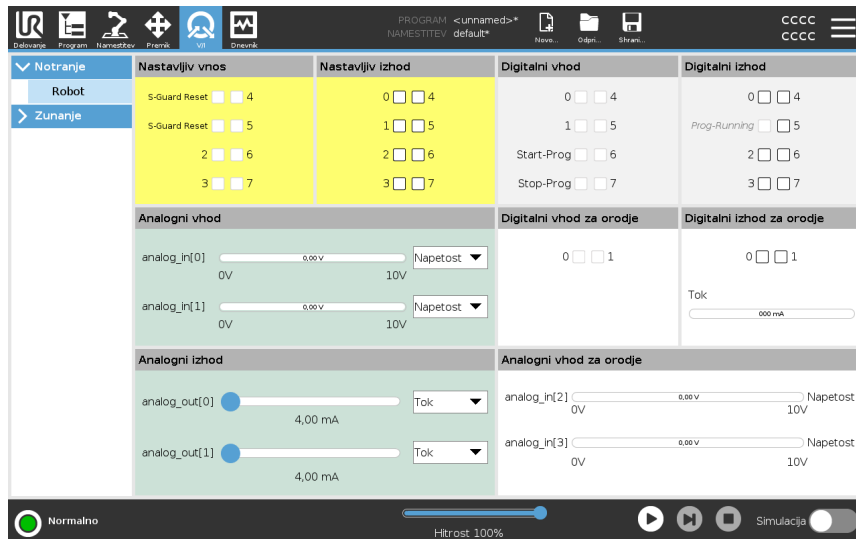 PROGRAM <unnamed>*
NAMESTITEV default*
CCCC
CCCC
Delovanje Program Namestitev Premik V/I Dnevnik Novo... Odpri... Shrani...
Notranje
Robot
Zunanje
Nastavljiv vnos
S-Guard Reset 4
S-Guard Reset 5
2 6
3 7
Nastavljiv izhod
0 4
1 5
2 6
3 7
Digitalni vhod
0 4
1 5
Start-Prog 6
Stop-Prog 7
Digitalni izhod
0 4
Prog-Running 5
2 6
3 7
Analogni vhod
analog_in[0] 0,00 V Napetost
0V 10V
analog_in[1] 0,00 V Napetost
0V 10V
Digitalni vhod za orodje
0 1
Digitalni izhod za orodje
0 1
Tok
000 mA
Analogni izhod
analog_out[0] Tok
4,00 mA
analog_out[1] Tok
4,00 mA
Analogni vhod za orodje
analog_in[2] 0,00 V Napetost
0V 10V
analog_in[3] 0,00 V Napetost
0V 10V
Normalno
Hitrost 100%
Simulacija